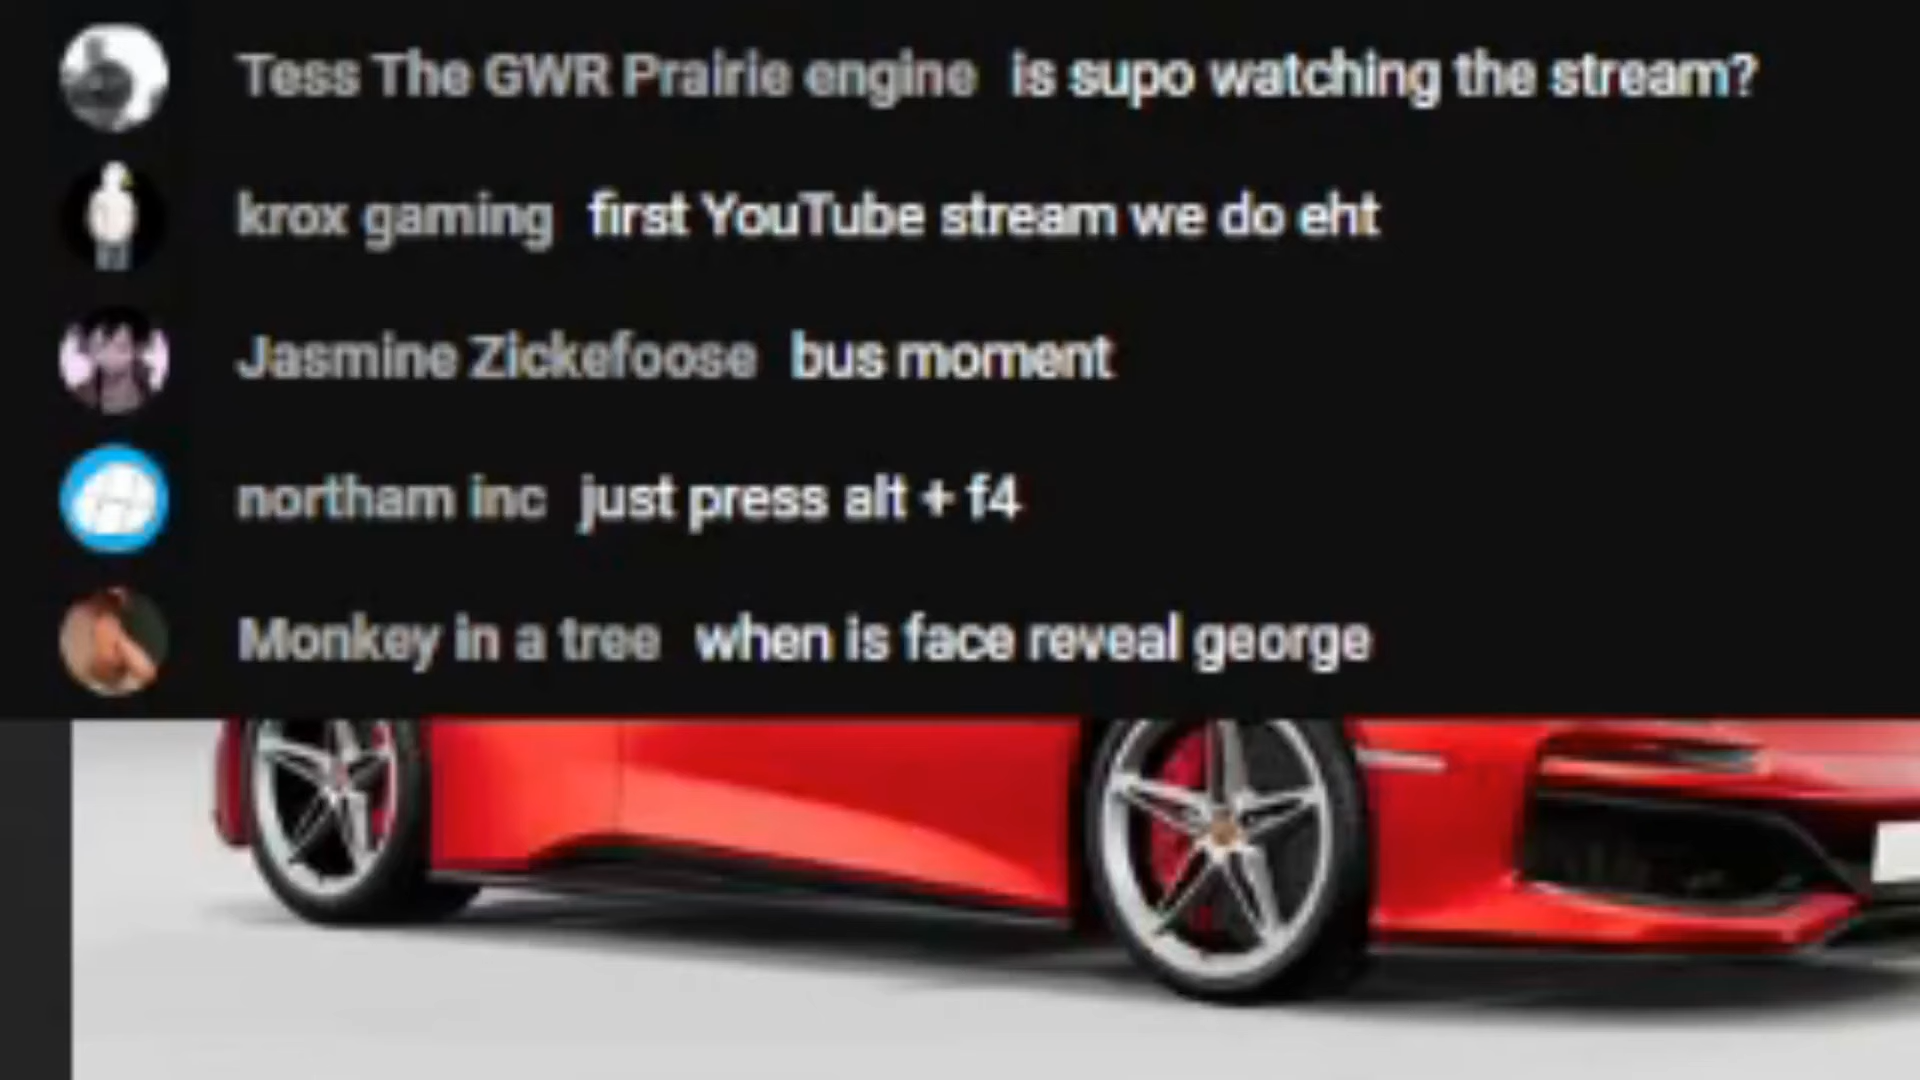 Tess The GWR Prairie engine is supo watching the stream?
krox gaming first YouTube stream we do eht
Jasmine Zickefoose bus moment
northam inc just press alt + f4
Monkey in a tree when is face reveal george